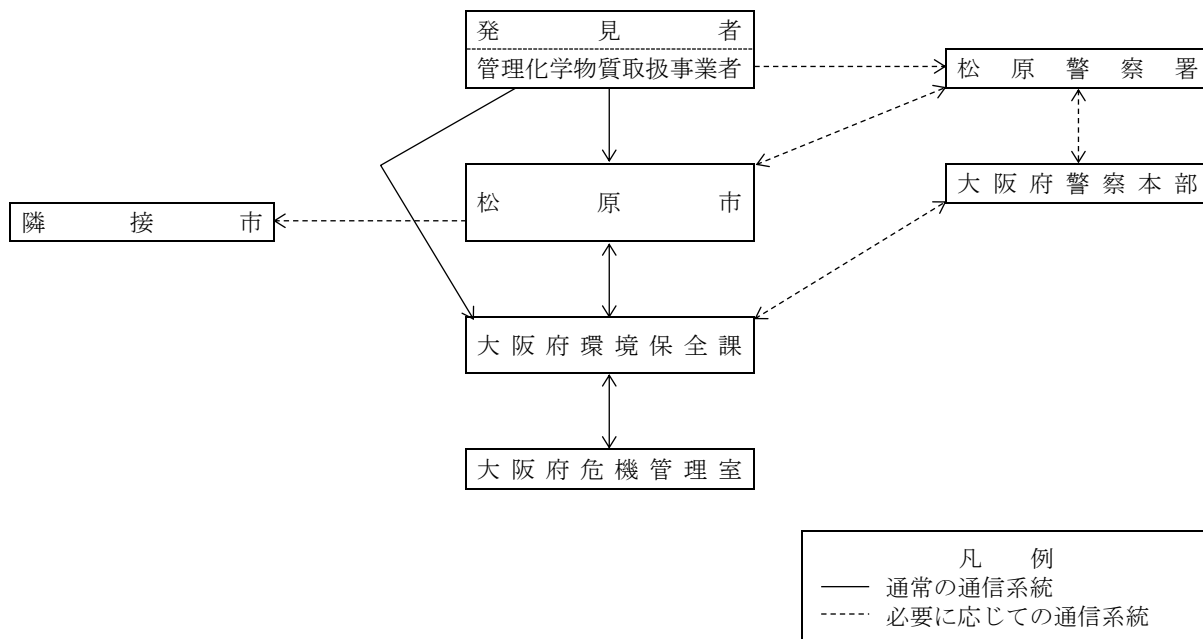 発見者
管理化学物質取扱事業者
松原警察署
松原市
大阪府警察本部
隣接市
大阪府環境保全課
大阪府危機管理室
凡例
通常の通信系統
必要に応じての通信系統